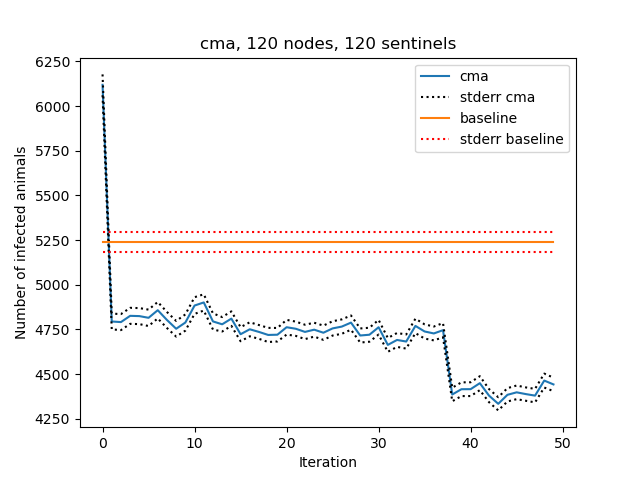 cma, 120 nodes, 120 sentinels
6250
6000
5750
5500
5250
5000
4750
4500
4250
Number of infected animals
cma
stderr cma
baseline
stderr baseline
0
10
20
30
40
50
Iteration